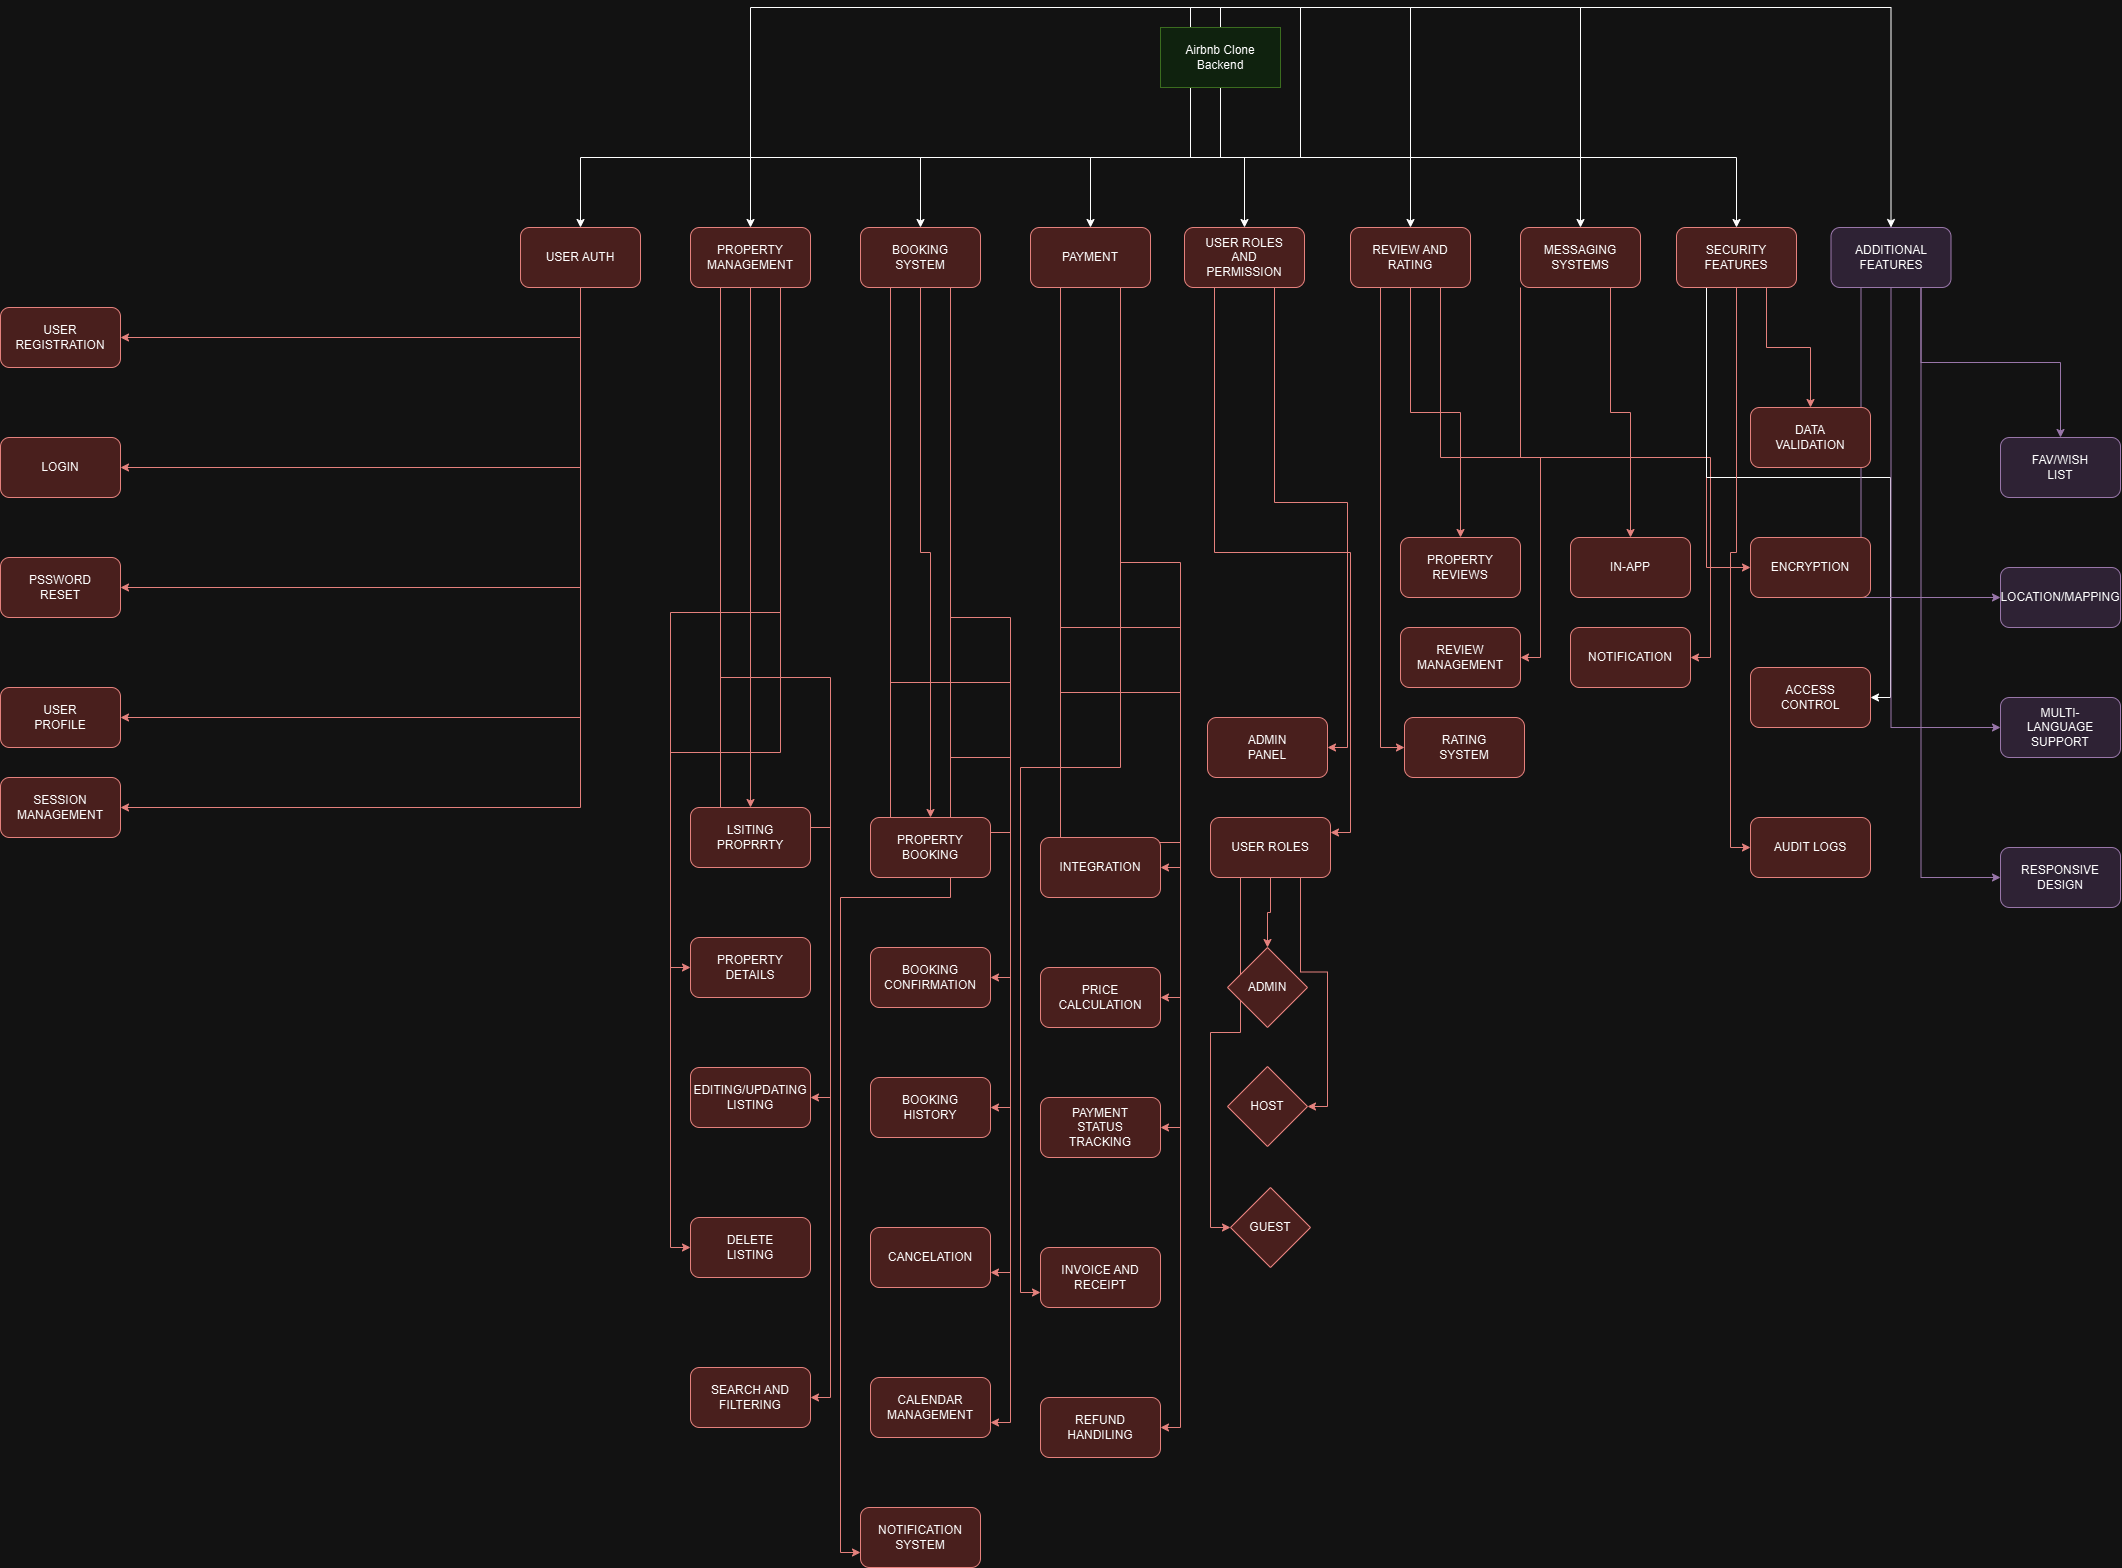 Airbnb Clone
Backend
USER AUTH
PROPERTY
MANAGEMENT
BOOKING
SYSTEM
PAYMENT
USER ROLES
AND
PERMISSION
REVIEW AND
RATING
MESSAGING
SYSTEMS
SECURITY
FEATURES
ADDITIONAL
FEATURES
USER
REGISTRATION
LOGIN
PSSWORD
RESET
USER
PROFILE
SESSION
MANAGEMENT
LSITING
PROPRRTY
PROPERTY
DETAILS
EDITING/UPDATING
LISTING
DELETE
LISTING
SEARCH AND
FILTERING
PROPERTY
BOOKING
BOOKING
CONFIRMATION
BOOKING
HISTORY
CANCELATION
CALENDAR
MANAGEMENT
NOTIFICATION
SYSTEM
INTEGRATION
PRICE
CALCULATION
PAYMENT
STATUS
TRACKING
INVOICE AND
RECEIPT
REFUND
HANDILING
ADMIN
PANEL
USER ROLES
ADMIN
HOST
GUEST
PROPERTY
REVIEWS
REVIEW
MANAGEMENT
RATING
SYSTEM
IN-APP
NOTIFICATION
DATA
VALIDATION
ENCRYPTION
ACCESS
CONTROL
AUDIT LOGS
FAV/WISH
LIST
LOCATION/MAPPING
MULTI-
LANGUAGE
SUPPORT
RESPONSIVE
DESIGN